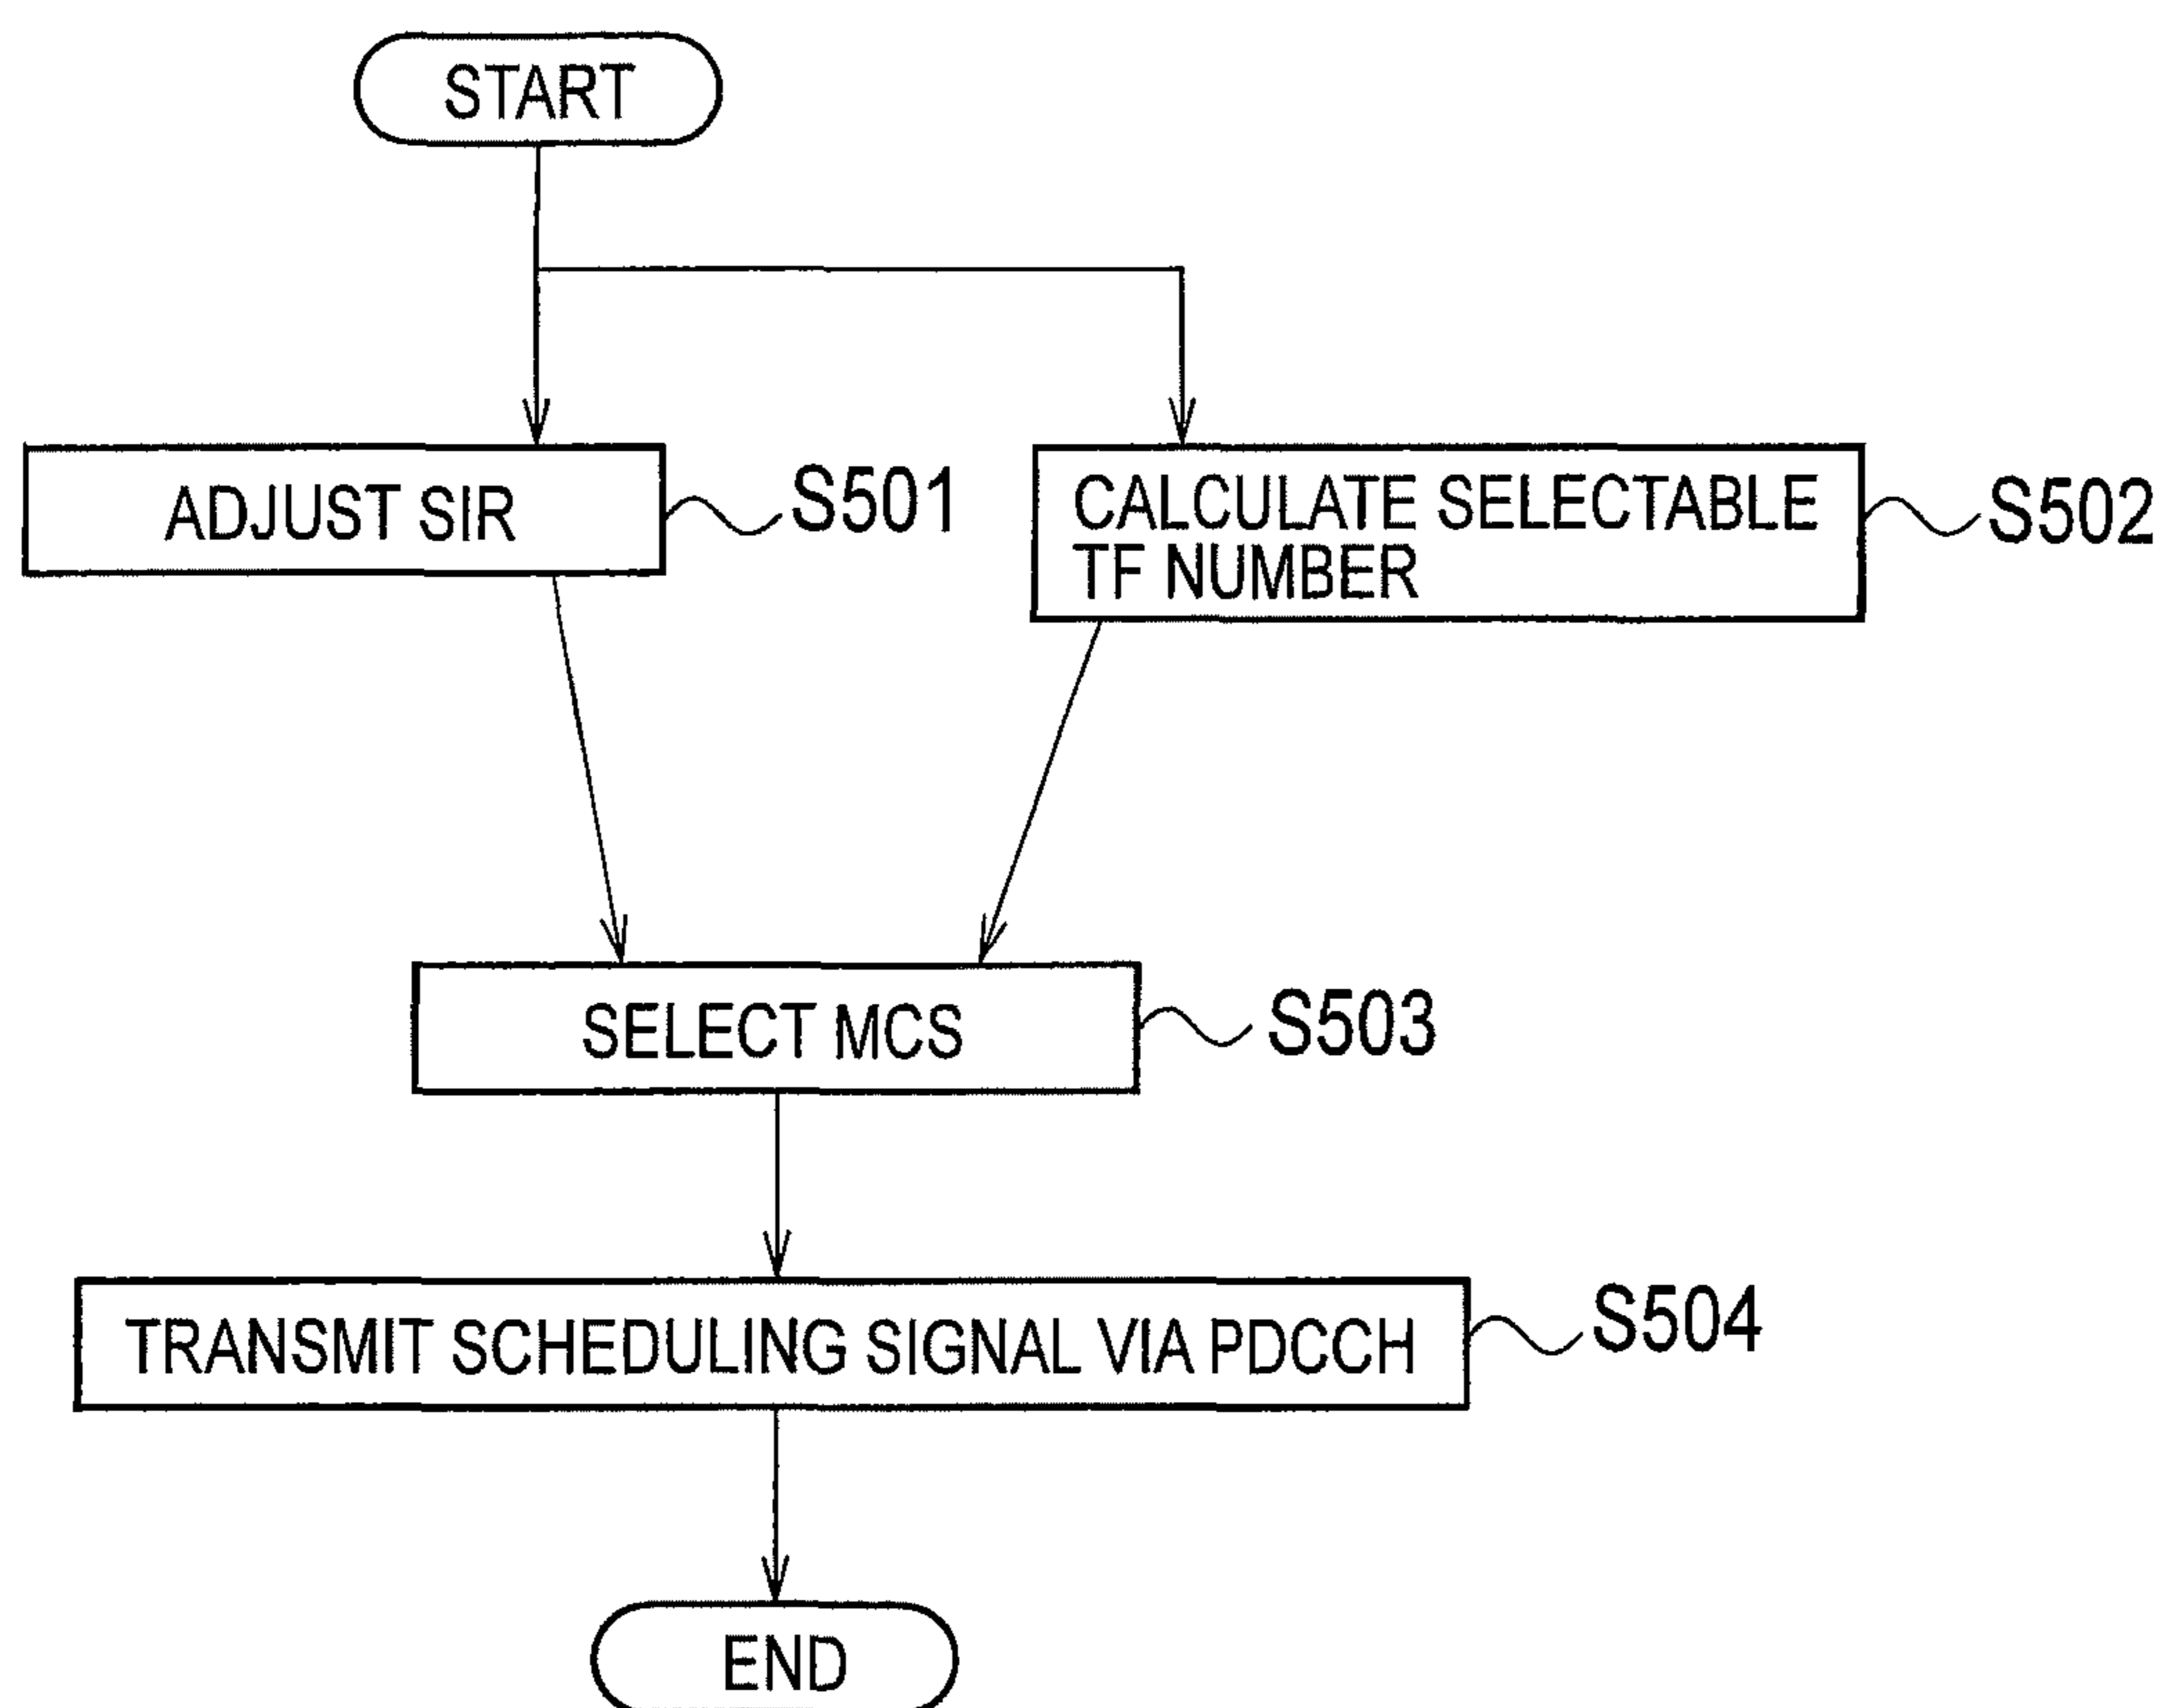 START
ADJUST SIR
S501
CALCULATE SELECTABLE
TF NUMBER
S502
SELECT MCS
S503
TRANSMIT SCHEDULING SIGNAL VIA PDCCH
S504
END